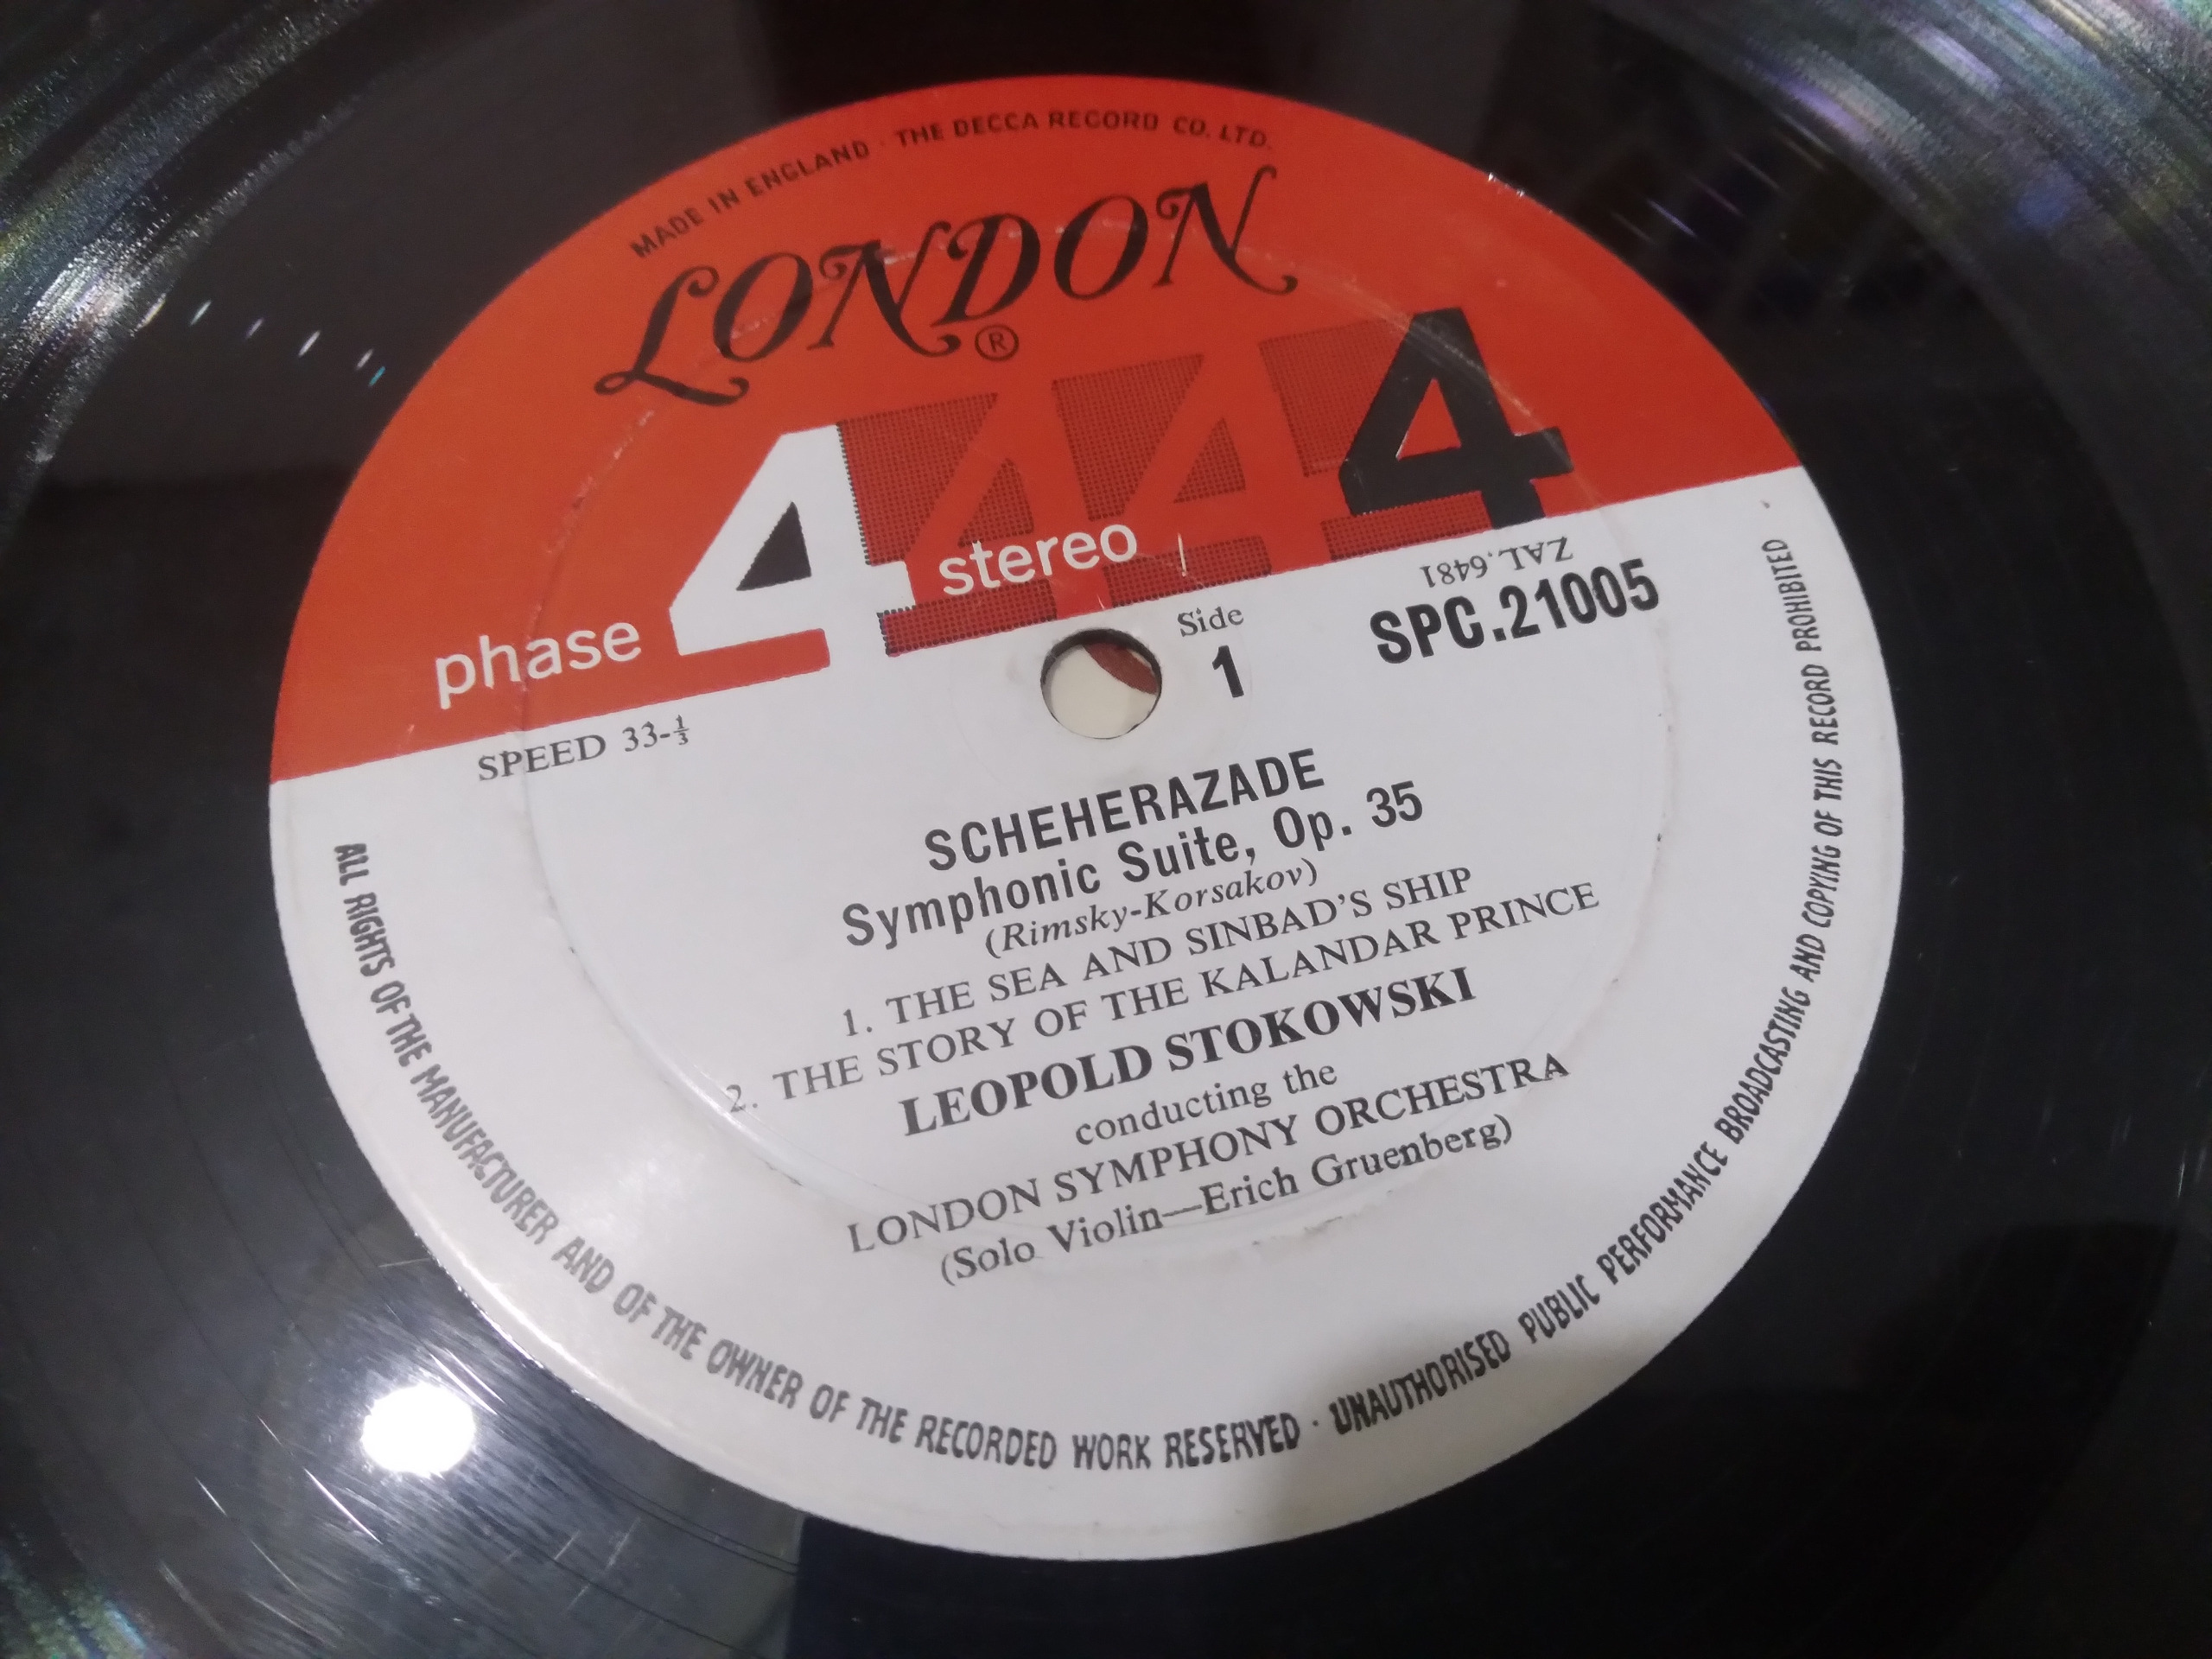 MADE IN ENGLAND · THE DECCA RECORD CO. LTD.
LONDON
®
4 4 4 4
phase 4 stereo
SPEED 33-⅓
Side
1
ZAL.6481
SPC.21005
SCHEHERAZADE
Symphonic Suite, Op. 35
(Rimsky-Korsakov)
1. THE SEA AND SINBAD'S SHIP
2. THE STORY OF THE KALANDAR PRINCE
LEOPOLD STOKOWSKI
conducting the
LONDON SYMPHONY ORCHESTRA
(Solo Violin—Erich Gruenberg)
ALL RIGHTS OF THE MANUFACTURER AND OF THE OWNER OF THE RECORDED WORK RESERVED · UNAUTHORISED PUBLIC PERFORMANCE BROADCASTING AND COPYING OF THIS RECORD PROHIBITED